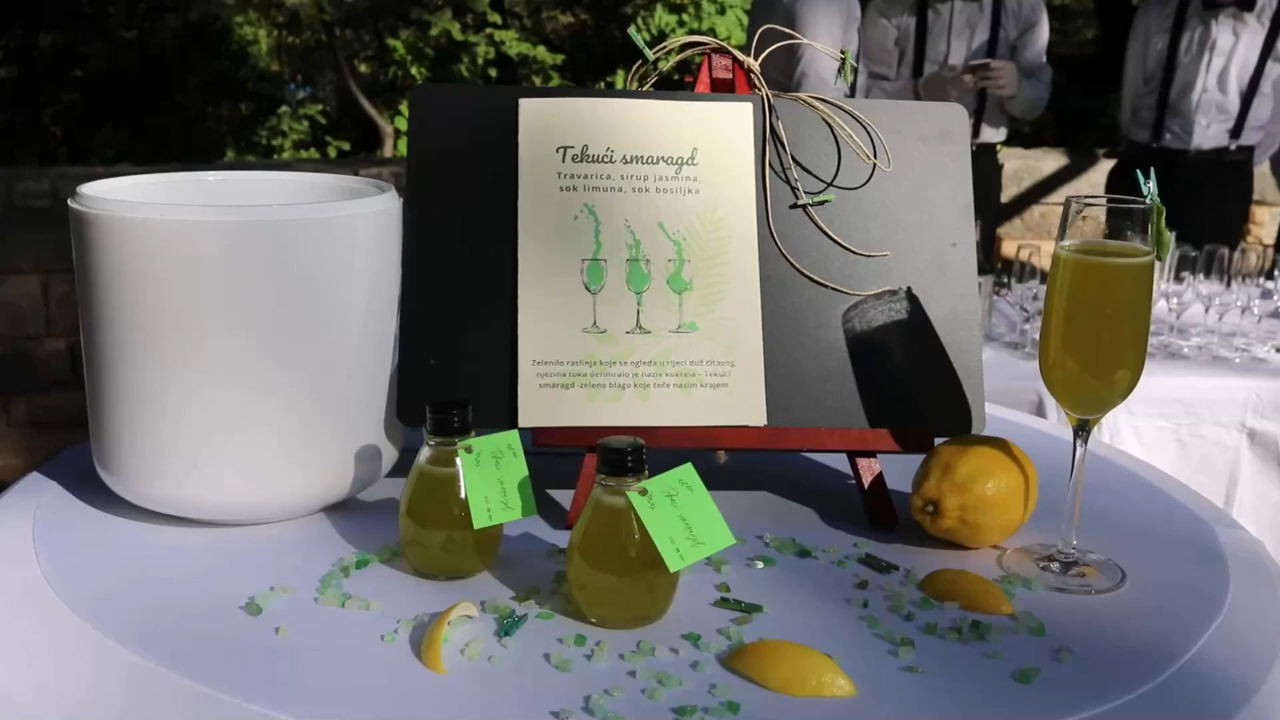 Tekući smaragd
Travarica, sirup jasmina,
sok limuna, sok bosiljka
Zelenilo raslinja koje se ogleda u rijeci duž čitavog
njezina toka definiralo je naziv koktela - Tekući
smaragd -zeleno blago koje teče našim krajem